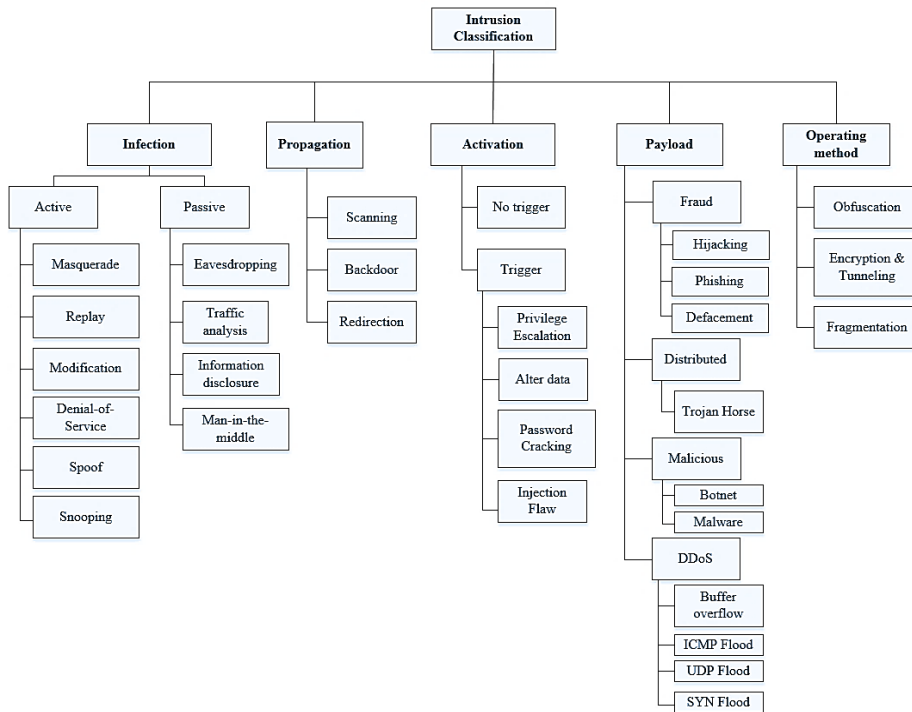 Intrusion
Classification
Infection
Propagation
Activation
Payload
Operating
method
Active
Passive
Masquerade
Replay
Modification
Denial-of-
Service
Spoof
Snooping
Eavesdropping
Traffic
analysis
Information
disclosure
Man-in-the-
middle
Scanning
Backdoor
Redirection
No trigger
Trigger
Privilege
Escalation
Alter data
Password
Cracking
Injection
Flaw
Fraud
Hijacking
Phishing
Defacement
Distributed
Trojan Horse
Malicious
Botnet
Malware
DDoS
Buffer
overflow
ICMP Flood
UDP Flood
SYN Flood
Obfuscation
Encryption &
Tunneling
Fragmentation